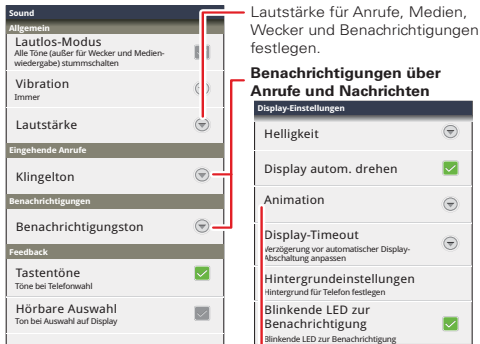 Sound
Allgemein
Lautlos-Modus
Alle Töne (außer für Wecker und Medien-
wiedergabe) stummschalten
Vibration
Immer
Lautstärke
Eingehende Anrufe
Klingelton
Benachrichtigungen
Benachrichtigungston
Feedback
Tastentöne
Töne bei Telefonwahl
Hörbare Auswahl
Ton bei Auswahl auf Display
Lautstärke für Anrufe, Medien,
Wecker und Benachrichtigungen
festlegen.
Benachrichtigungen über
Anrufe und Nachrichten
Display-Einstellungen
Helligkeit
Display autom. drehen
Animation
Display-Timeout
Verzögerung vor automatischer Display-
Abschaltung anpassen
Hintergrundeinstellungen
Hintergrund für Telefon festlegen
Blinkende LED zur
Benachrichtigung
Blinkende LED zur Benachrichtigung